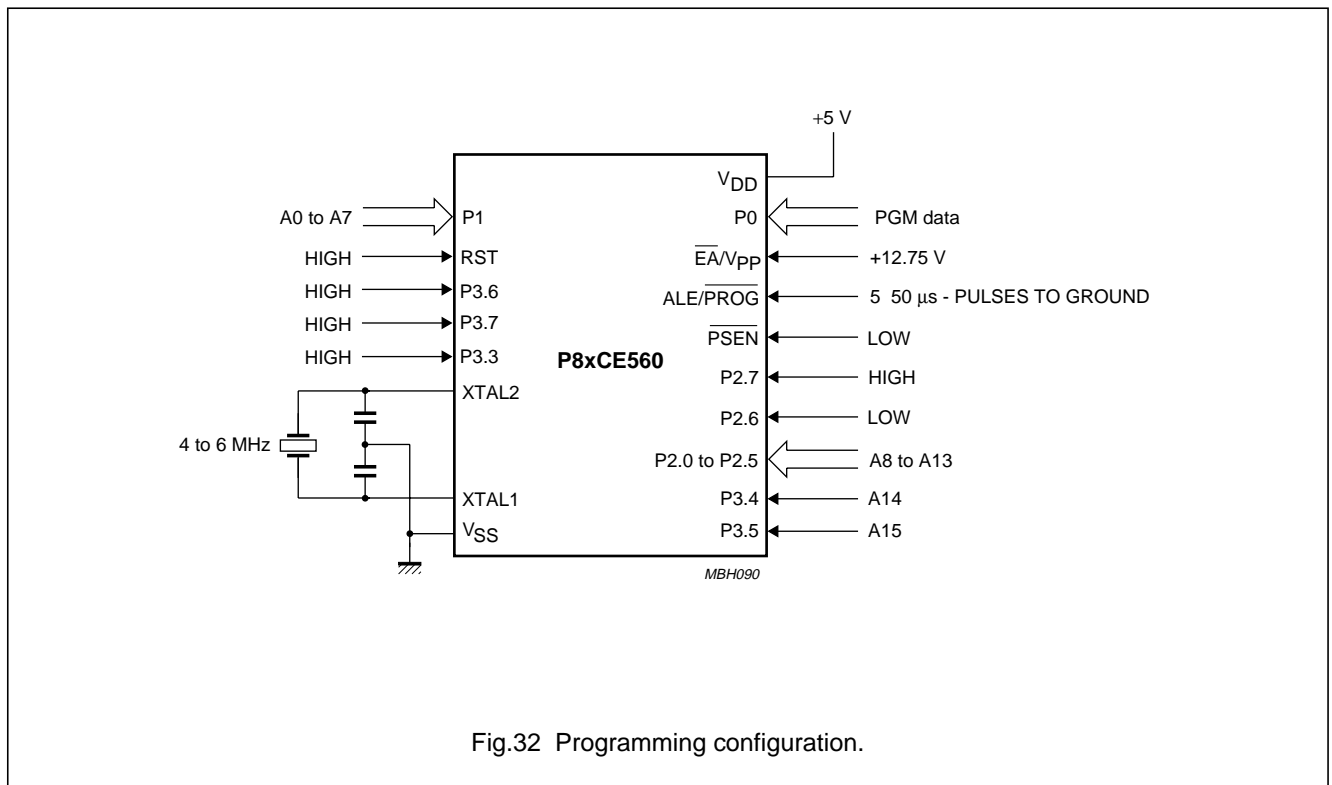 +5 V
VDD
A0 to A7
P1
P0
PGM data
HIGH
RST
EA/VPP
+12.75 V
HIGH
P3.6
ALE/PROG
5 50 μs - PULSES TO GROUND
HIGH
P3.7
PSEN
LOW
HIGH
P3.3
P8xCE560
P2.7
HIGH
XTAL2
P2.6
LOW
4 to 6 MHz
P2.0 to P2.5
A8 to A13
XTAL1
P3.4
A14
VSS
P3.5
A15
MBH090
Fig.32 Programming configuration.